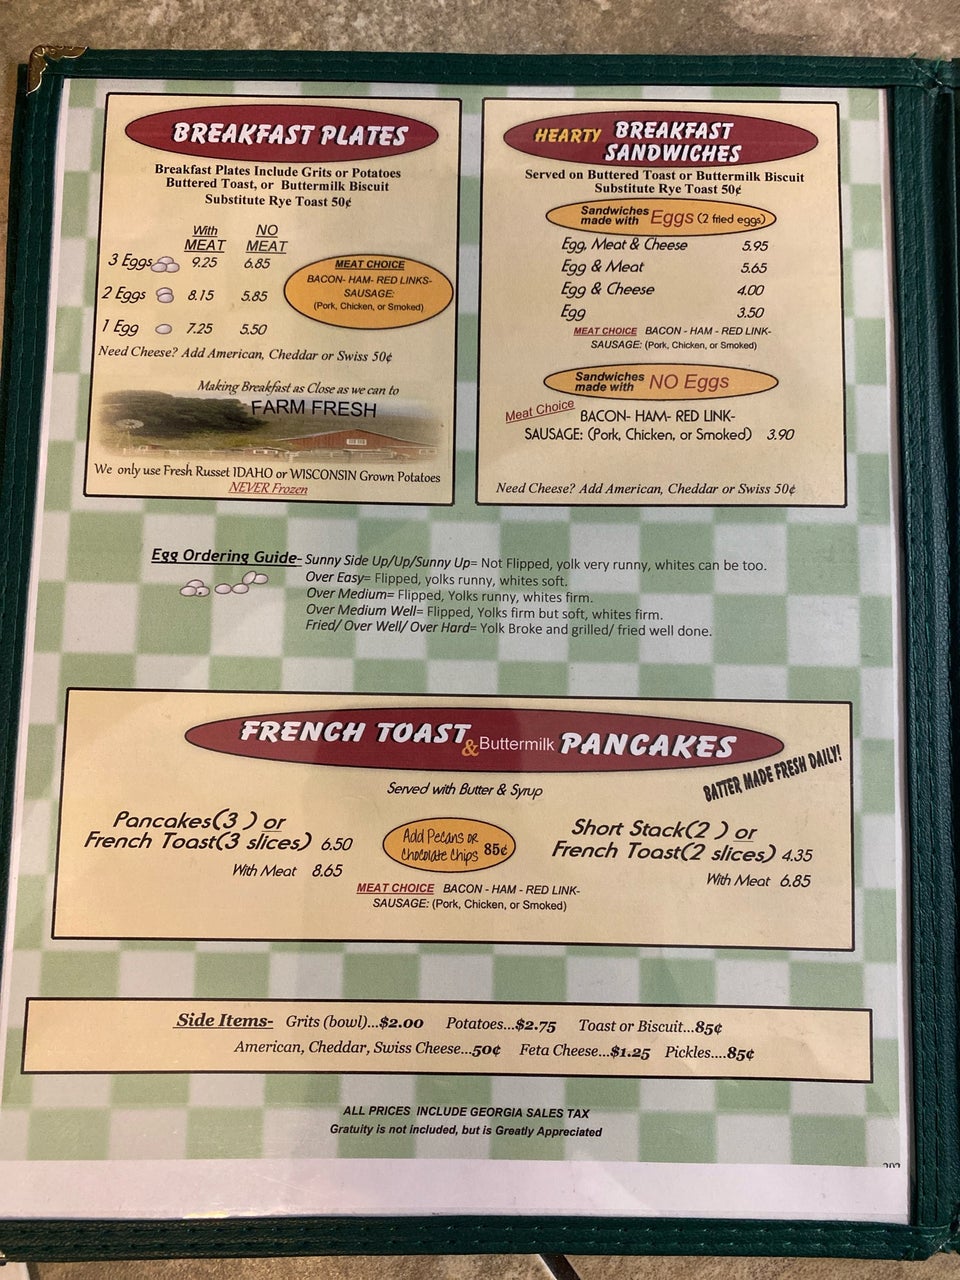 BREAKFAST PLATES
Breakfast Plates Include Grits or Potatoes
Buttered Toast, or Buttermilk Biscuit
Substitute Rye Toast 50¢
With MEAT NO MEAT
3 Eggs 9.25 6.85
2 Eggs 8.15 5.85
1 Egg 7.25 5.50
MEAT CHOICE
BACON- HAM- RED LINKS-
SAUSAGE:
(Pork, Chicken, or Smoked)
Need Cheese? Add American, Cheddar or Swiss 50¢
Making Breakfast as Close as we can to
FARM FRESH
We only use Fresh Russet IDAHO or WISCONSIN Grown Potatoes
NEVER Frozen
HEARTY BREAKFAST
SANDWICHES
Served on Buttered Toast or Buttermilk Biscuit
Substitute Rye Toast 50¢
Sandwiches made with Eggs (2 fried eggs)
Egg, Meat & Cheese 5.95
Egg & Meat 5.65
Egg & Cheese 4.00
Egg 3.50
MEAT CHOICE BACON - HAM - RED LINK-
SAUSAGE: (Pork, Chicken, or Smoked)
Sandwiches made with NO Eggs
Meat Choice BACON- HAM- RED LINK-
SAUSAGE: (Pork, Chicken, or Smoked) 3.90
Need Cheese? Add American, Cheddar or Swiss 50¢
Egg Ordering Guide- Sunny Side Up/Up/Sunny Up= Not Flipped, yolk very runny, whites can be too.
Over Easy= Flipped, yolks runny, whites soft.
Over Medium= Flipped, Yolks runny, whites firm.
Over Medium Well= Flipped, Yolks firm but soft, whites firm.
Fried/ Over Well/ Over Hard= Yolk Broke and grilled/ fried well done.
FRENCH TOAST & Buttermilk PANCAKES
BATTER MADE FRESH DAILY!
Served with Butter & Syrup
Pancakes(3 ) or
French Toast(3 slices) 6.50
With Meat 8.65
Add Pecans or
Chocolate Chips 85¢
Short Stack(2 ) or
French Toast(2 slices) 4.35
With Meat 6.85
MEAT CHOICE BACON - HAM - RED LINK-
SAUSAGE: (Pork, Chicken, or Smoked)
Side Items- Grits (bowl)...$2.00 Potatoes...$2.75 Toast or Biscuit...85¢
American, Cheddar, Swiss Cheese...50¢ Feta Cheese...$1.25 Pickles....85¢
ALL PRICES INCLUDE GEORGIA SALES TAX
Gratuity is not included, but is Greatly Appreciated